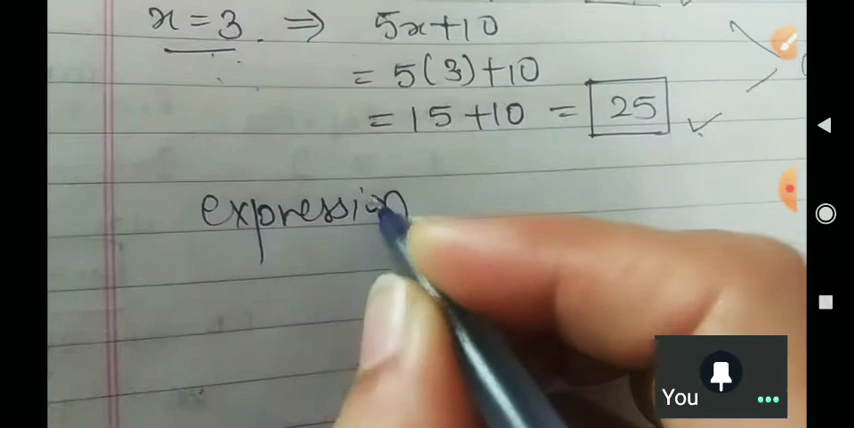 x = 3 . ⇒ 5x+10
= 5(3)+10
= 15+10 = 25 ✓
expression
You